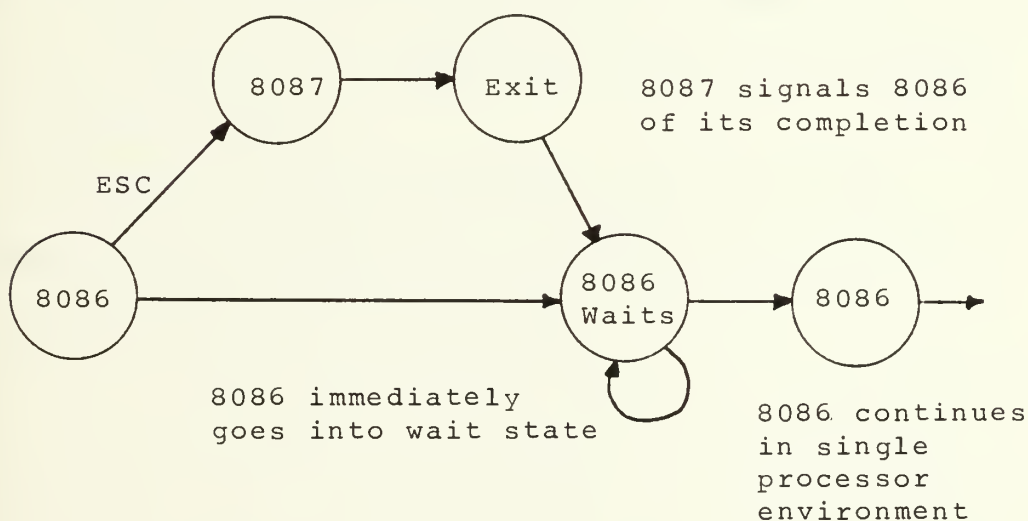 8087
Exit
8087 signals 8086
of its completion
ESC
8086
8086
Waits
8086
8086 immediately
goes into wait state
8086 continues
in single
processor
environment